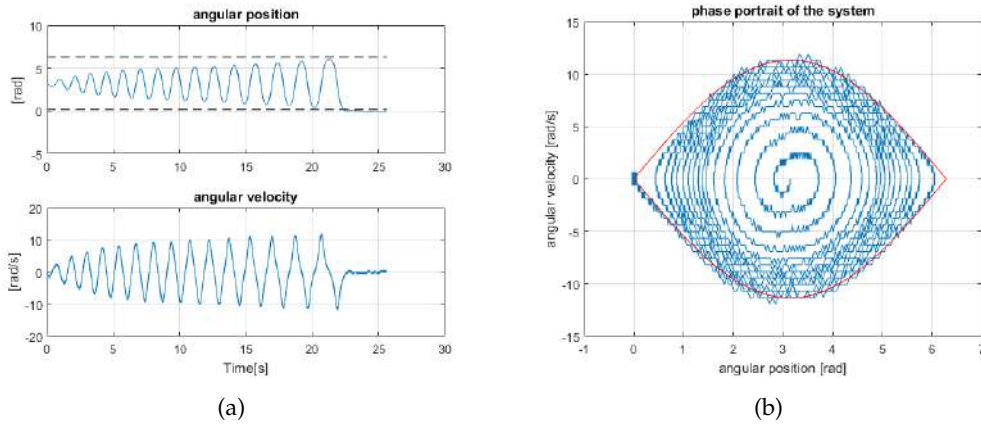 angular position
10
5
0
-5
[rad]
0 5 10 15 20 25 30
angular velocity
20
10
0
-10
-20
[rad/s]
0 5 10 15 20 25 30
Time[s]
(a)
phase portrait of the system
15
10
5
0
-5
-10
-15
angular velocity [rad/s]
-1 0 1 2 3 4 5 6 7
angular position [rad]
(b)